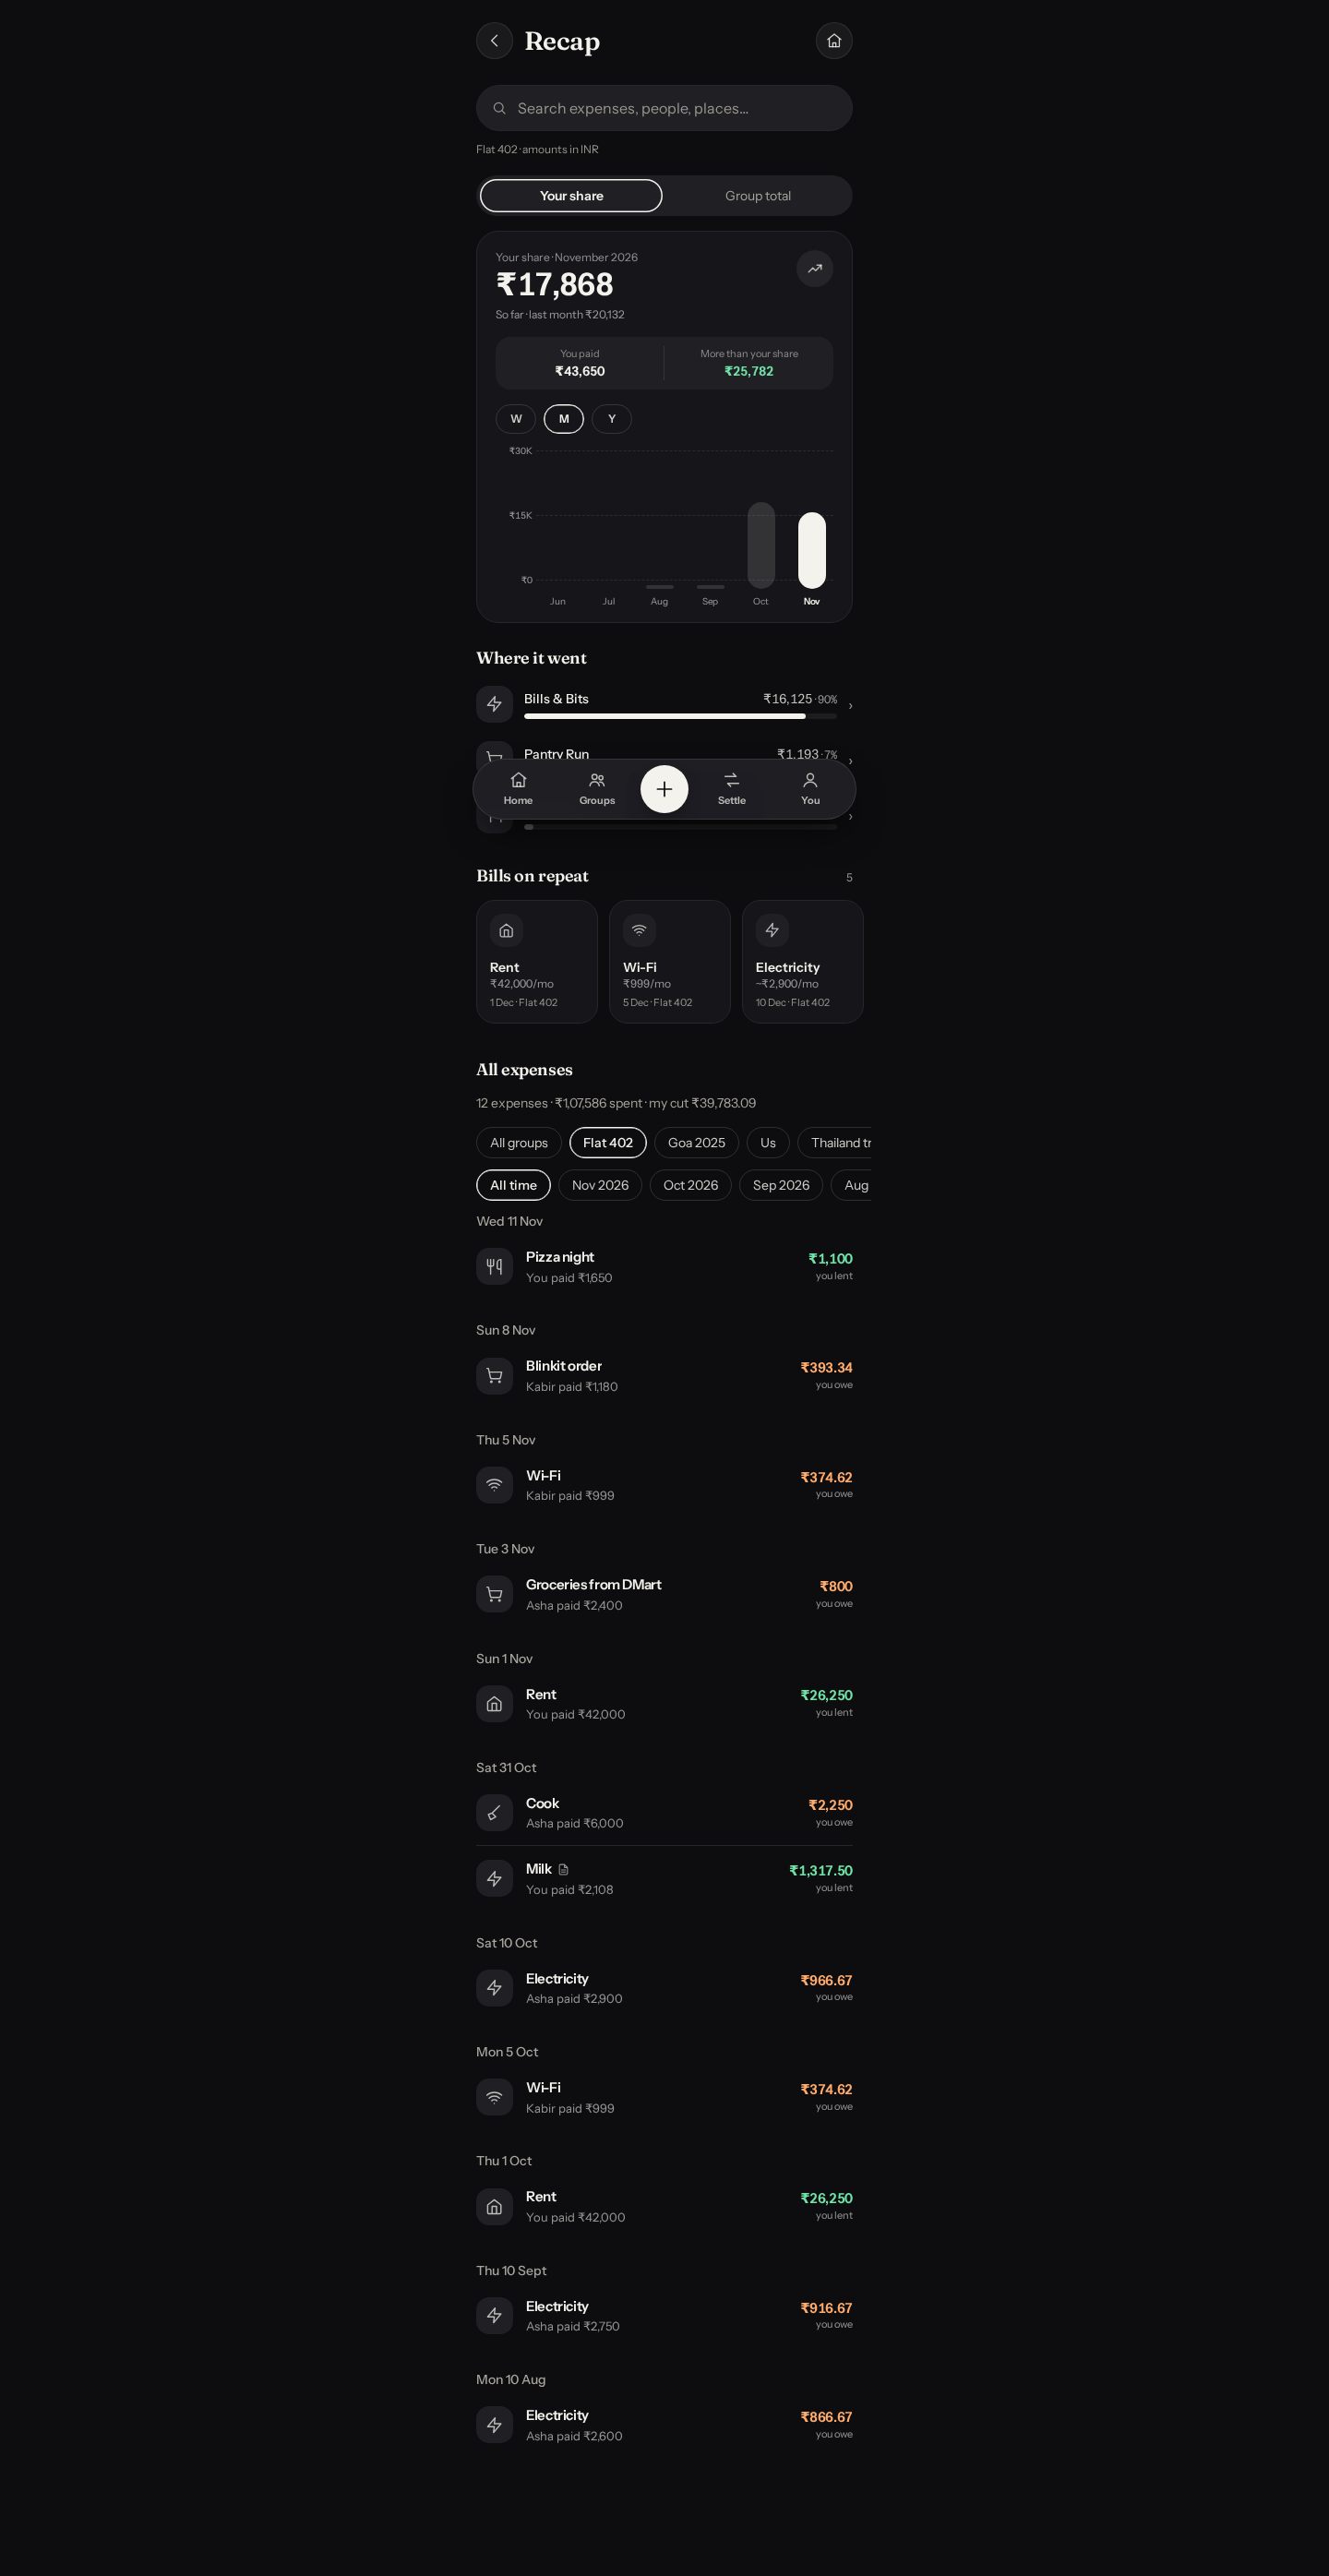 Recap
Search expenses, people, places...
Flat 402 · amounts in INR
Your share
Group total
Your share · November 2026
₹17,868
So far · last month ₹20,132
You paid
₹43,650
More than your share
₹25,782
W
M
Y
₹30K
₹15K
₹0
Jun
Jul
Aug
Sep
Oct
Nov
Where it went
Bills & Bits
₹16,125 · 90%
Pantry Run
₹1,193 · 7%
Home
Groups
Settle
You
Bills on repeat
5
Rent
₹42,000/mo
1 Dec · Flat 402
Wi-Fi
₹999/mo
5 Dec · Flat 402
Electricity
~₹2,900/mo
10 Dec · Flat 402
All expenses
12 expenses · ₹1,07,586 spent · my cut ₹39,783.09
All groups
Flat 402
Goa 2025
Us
Thailand tr
All time
Nov 2026
Oct 2026
Sep 2026
Aug
Wed 11 Nov
Pizza night
₹1,100
You paid ₹1,650
you lent
Sun 8 Nov
Blinkit order
₹393.34
Kabir paid ₹1,180
you owe
Thu 5 Nov
Wi-Fi
₹374.62
Kabir paid ₹999
you owe
Tue 3 Nov
Groceries from DMart
₹800
Asha paid ₹2,400
you owe
Sun 1 Nov
Rent
₹26,250
You paid ₹42,000
you lent
Sat 31 Oct
Cook
₹2,250
Asha paid ₹6,000
you owe
Milk
₹1,317.50
You paid ₹2,108
you lent
Sat 10 Oct
Electricity
₹966.67
Asha paid ₹2,900
you owe
Mon 5 Oct
Wi-Fi
₹374.62
Kabir paid ₹999
you owe
Thu 1 Oct
Rent
₹26,250
You paid ₹42,000
you lent
Thu 10 Sept
Electricity
₹916.67
Asha paid ₹2,750
you owe
Mon 10 Aug
Electricity
₹866.67
Asha paid ₹2,600
you owe